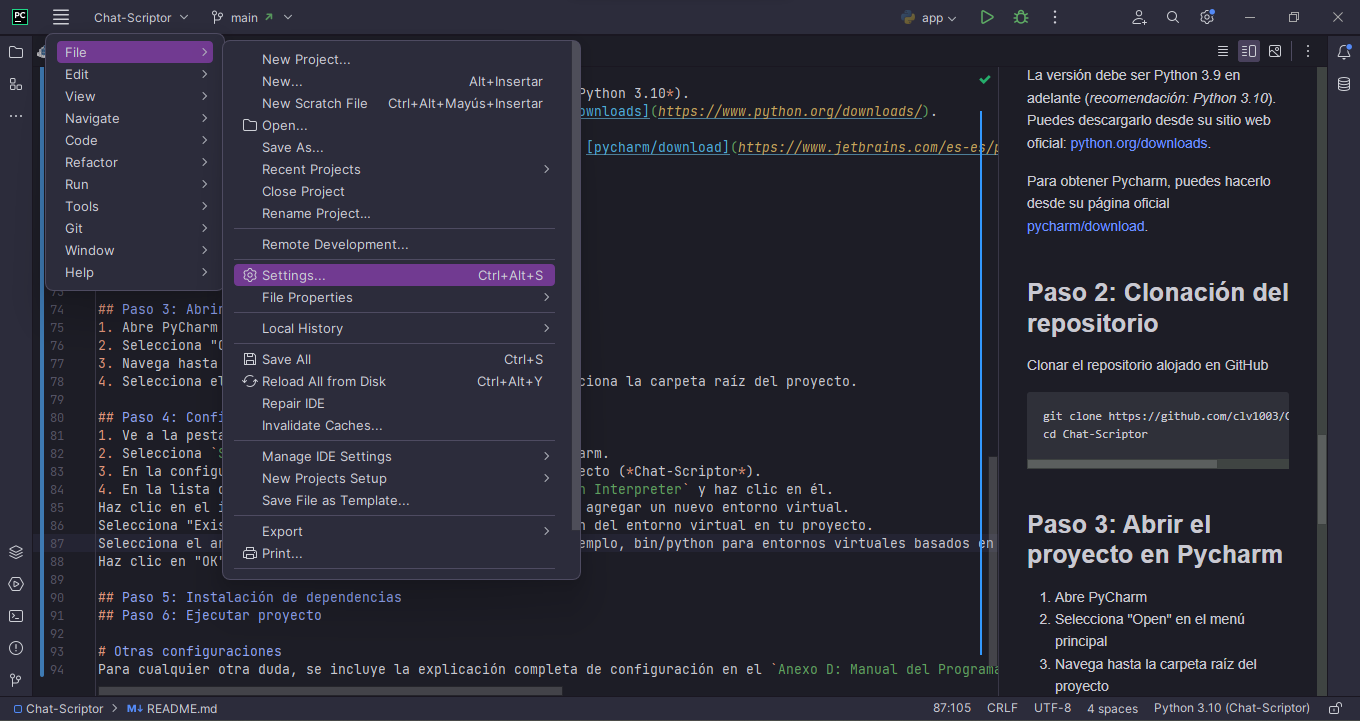 PC Chat-Scriptor main app
File
Edit
View
Navigate
Code
Refactor
Run
Tools
Git
Window
Help
New Project...
New... Alt+Insertar
New Scratch File Ctrl+Alt+Mayús+Insertar
Open...
Save As...
Recent Projects
Close Project
Rename Project...
Remote Development...
Settings... Ctrl+Alt+S
File Properties
Local History
Save All Ctrl+S
Reload All from Disk Ctrl+Alt+Y
Repair IDE
Invalidate Caches...
Manage IDE Settings
New Projects Setup
Save File as Template...
Export
Print...
Python 3.10*).
ownloads](https://www.python.org/downloads/).
[pycharm/download](https://www.jetbrains.com/es-es/p
73
74 ## Paso 3: Abrir
75 1. Abre PyCharm
76 2. Selecciona "O
77 3. Navega hasta
78 4. Selecciona el ciona la carpeta raíz del proyecto.
79
80 ## Paso 4: Confi
81 1. Ve a la pesta
82 2. Selecciona `S arm.
83 3. En la configu ecto (*Chat-Scriptor*).
84 4. En la lista d n Interpreter` y haz clic en él.
85 Haz clic en el i agregar un nuevo entorno virtual.
86 Selecciona "Exis n del entorno virtual en tu proyecto.
87 Selecciona el ar emplo, bin/python para entornos virtuales basados en
88 Haz clic en "OK"
89
90 ## Paso 5: Instalación de dependencias
91 ## Paso 6: Ejecutar proyecto
92
93 # Otras configuraciones
94 Para cualquier otra duda, se incluye la explicación completa de configuración en el `Anexo D: Manual del Programa
La versión debe ser Python 3.9 en
adelante (recomendación: Python 3.10).
Puedes descargarlo desde su sitio web
oficial: python.org/downloads.
Para obtener Pycharm, puedes hacerlo
desde su página oficial
pycharm/download.
Paso 2: Clonación del
repositorio
Clonar el repositorio alojado en GitHub
git clone https://github.com/clv1003/C
cd Chat-Scriptor
Paso 3: Abrir el
proyecto en Pycharm
1. Abre PyCharm
2. Selecciona "Open" en el menú
principal
3. Navega hasta la carpeta raíz del
proyecto
Chat-Scriptor > M↓ README.md 87:105 CRLF UTF-8 4 spaces Python 3.10 (Chat-Scriptor)